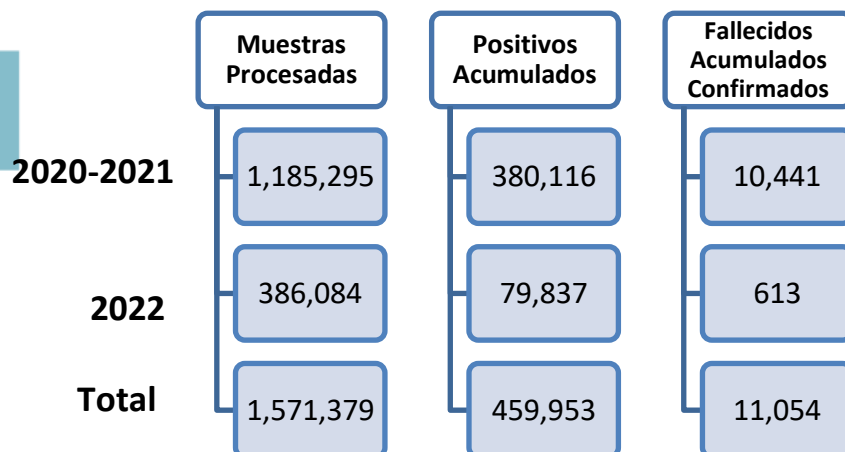 Muestras
Procesadas
Positivos
Acumulados
Fallecidos
Acumulados
Confirmados
2020-2021
1,185,295
380,116
10,441
2022
386,084
79,837
613
Total
1,571,379
459,953
11,054